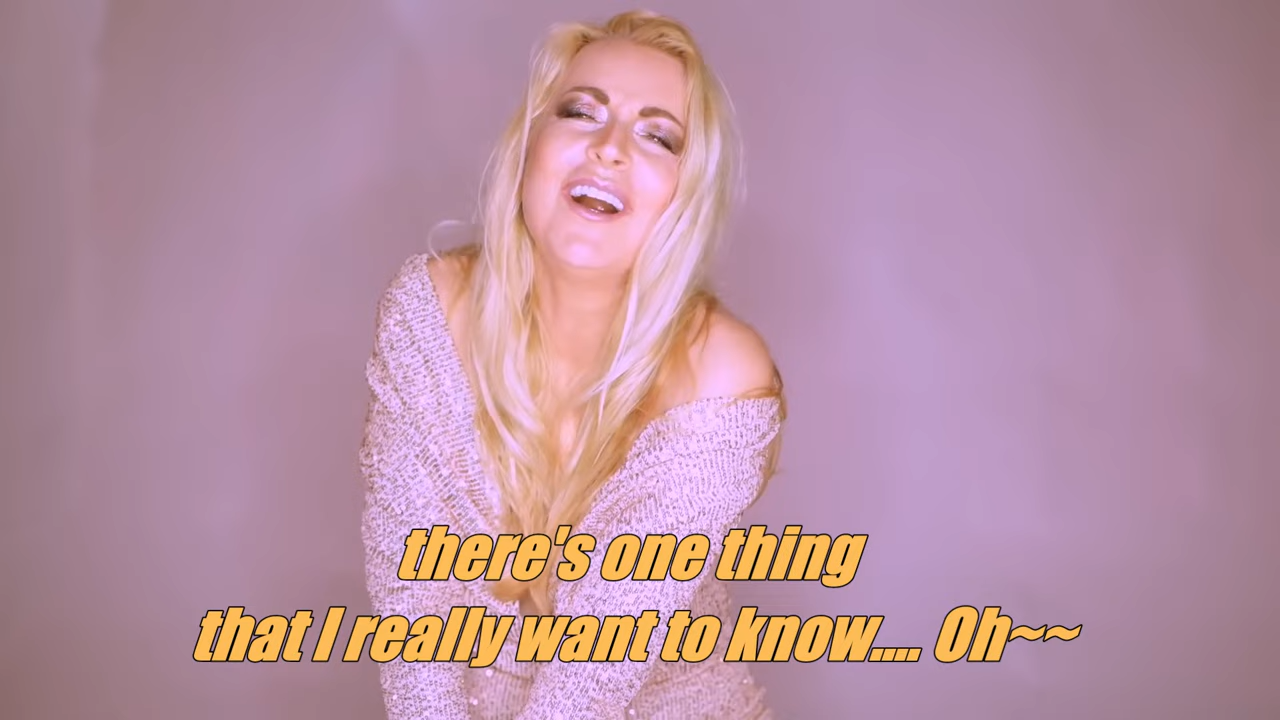 there's one thing
that I really want to know.... Oh~~